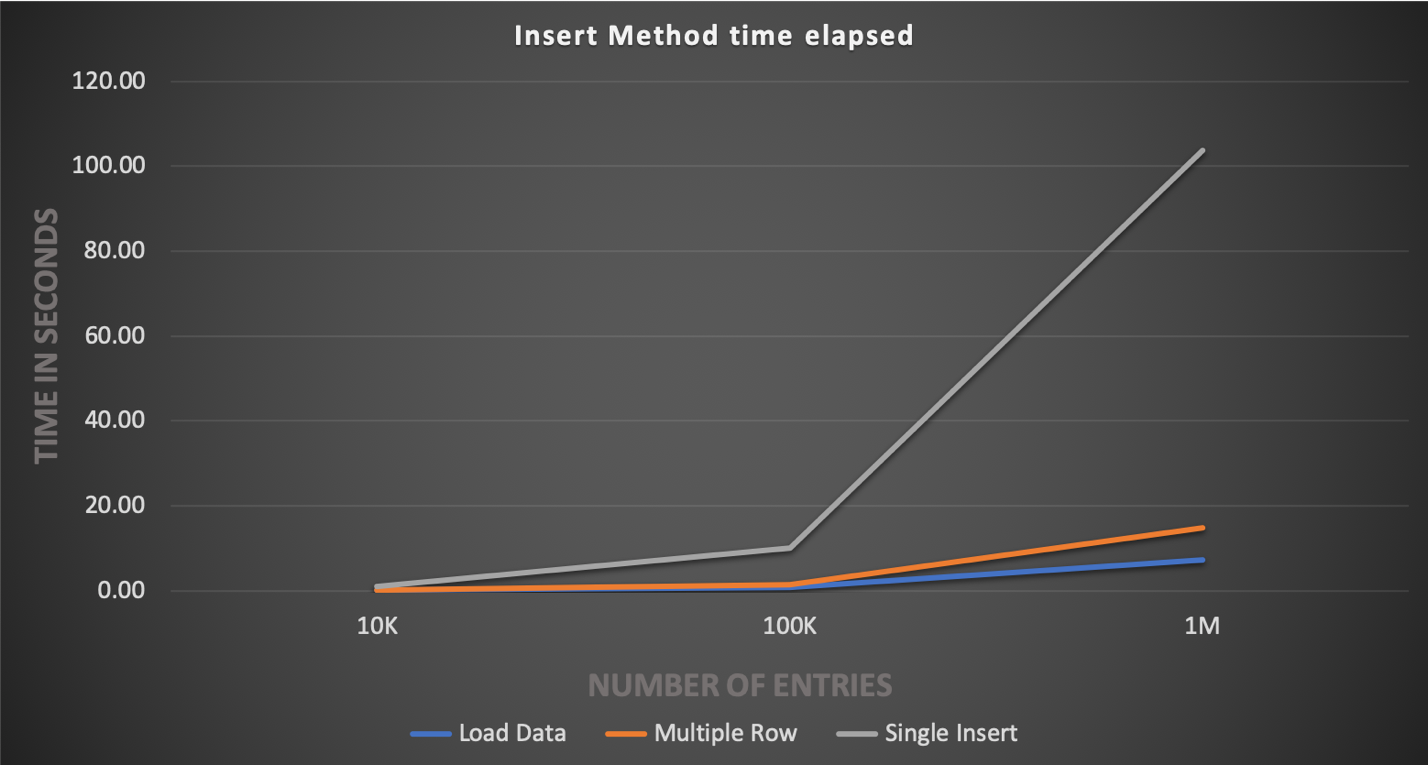 Insert Method time elapsed
120.00
100.00
80.00
60.00
40.00
20.00
0.00
TIME IN SECONDS
10K 100K 1M
NUMBER OF ENTRIES
Load Data Multiple Row Single Insert